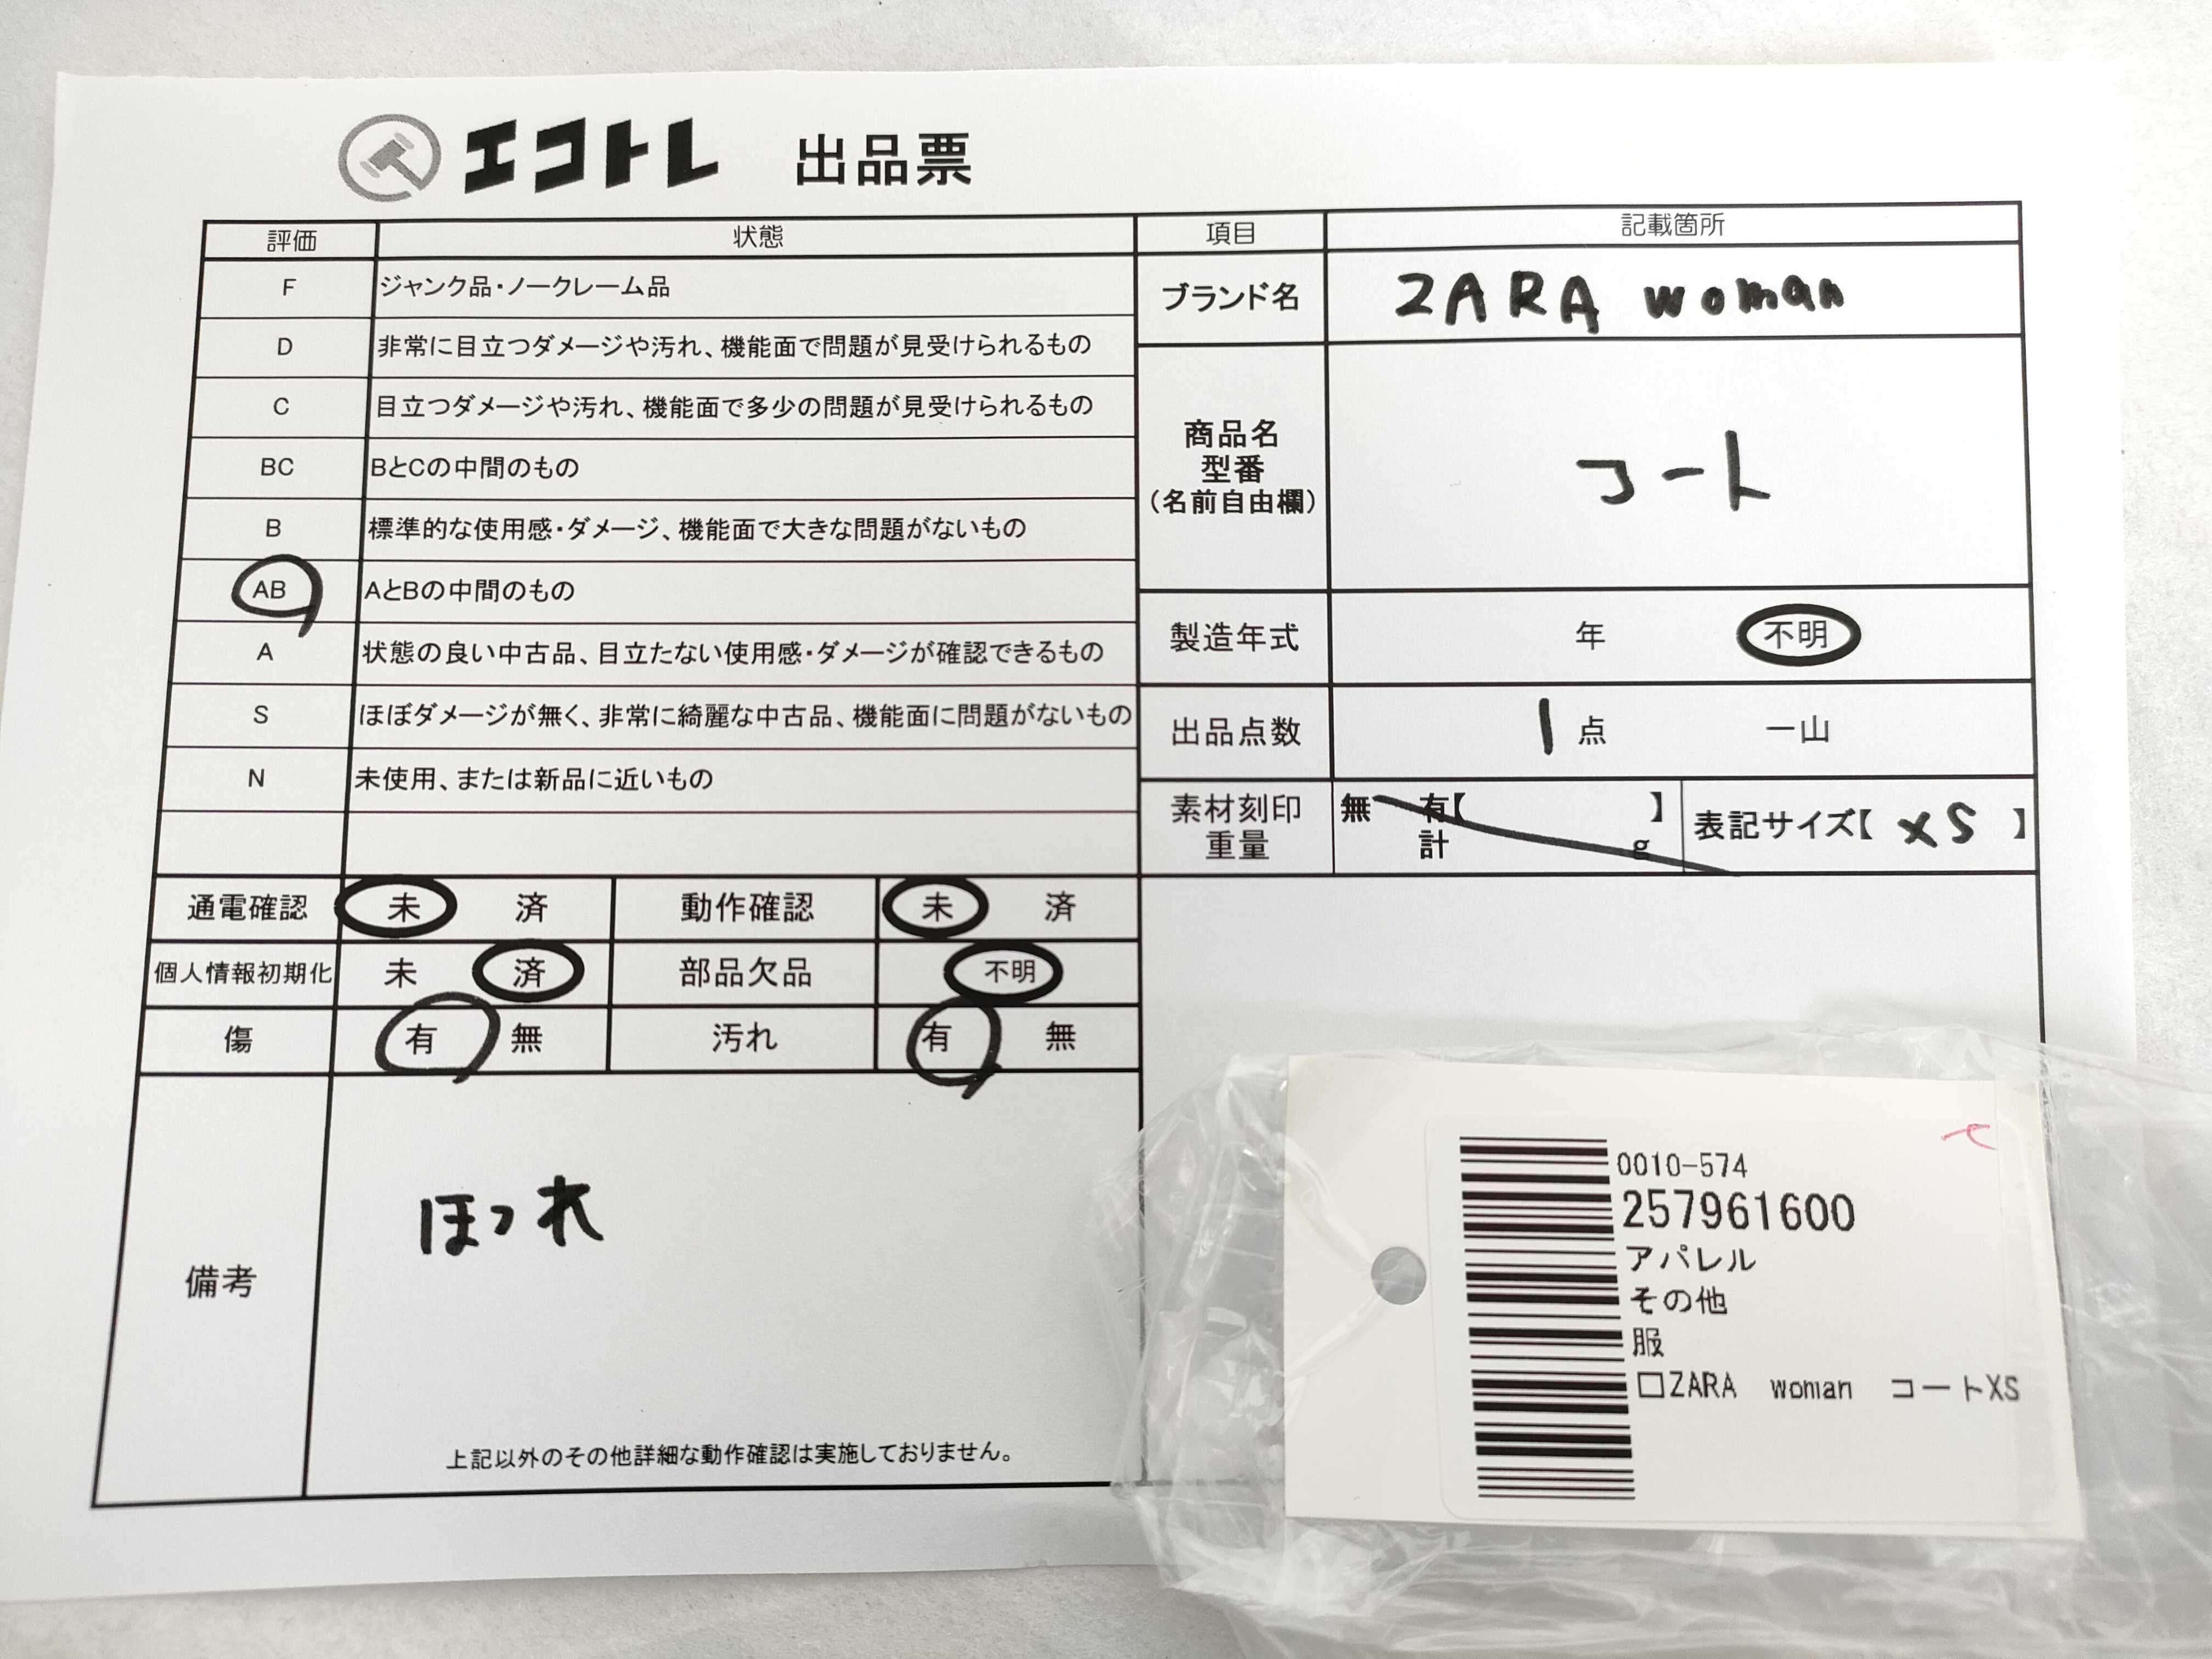 エコトレ 出品票
評価 状態
F ジャンク品・ノークレーム品
D 非常に目立つダメージや汚れ、機能面で問題が見受けられるもの
C 目立つダメージや汚れ、機能面で多少の問題が見受けられるもの
BC BとCの中間のもの
B 標準的な使用感・ダメージ、機能面で大きな問題がないもの
AB AとBの中間のもの
A 状態の良い中古品、目立たない使用感・ダメージが確認できるもの
S ほぼダメージが無く、非常に綺麗な中古品、機能面に問題がないもの
N 未使用、または新品に近いもの
通電確認 未 済 動作確認 未 済
個人情報初期化 未 済 部品欠品 不明
傷 有 無 汚れ 有 無
備考 ほつれ
上記以外のその他詳細な動作確認は実施しておりません。
項目 記載箇所
ブランド名 ZARA woman
商品名
型番
(名前自由欄)
コート
製造年式 年 不明
出品点数 1 点 一山
素材刻印 無 有【 】
重量 計 g
表記サイズ【 XS 】
0010-574
257961600
アパレル
その他
服
□ZARA woman コートXS